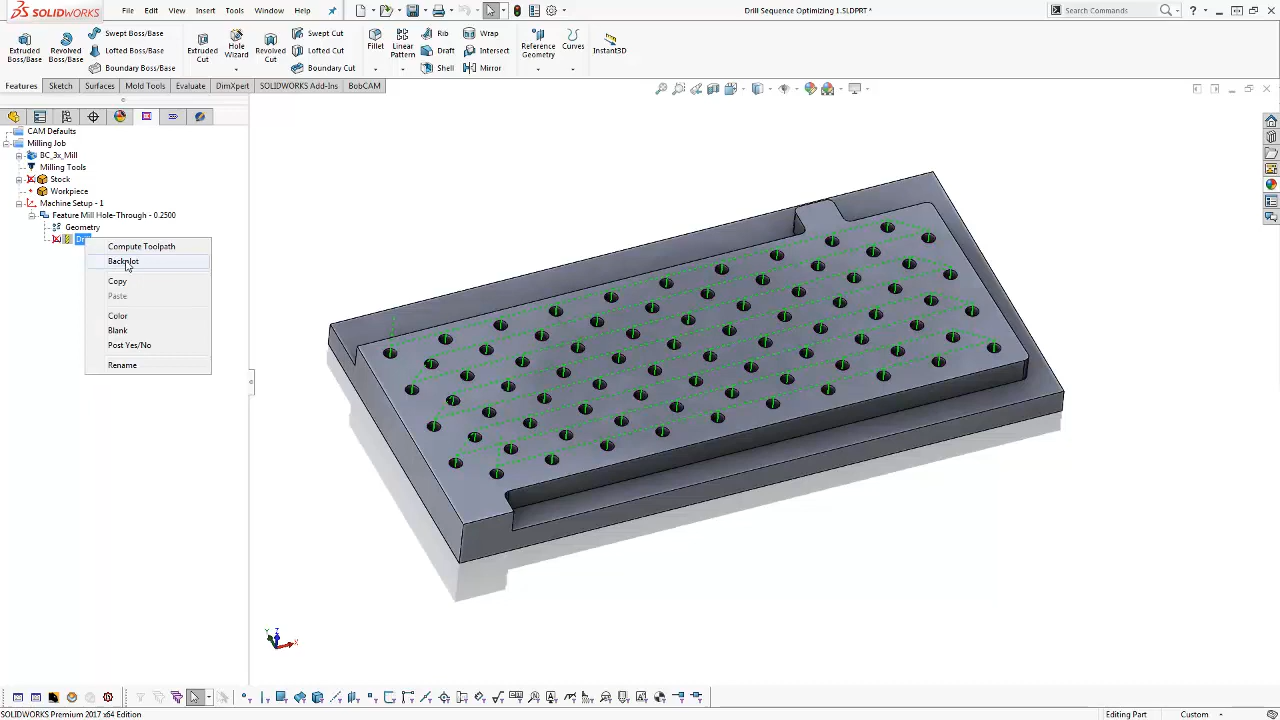 SOLIDWORKS File Edit View Insert Tools Window Help Drill Sequence Optimizing 1.SLDPRT * Search Commands
Extruded Boss/Base
Revolved Boss/Base
Swept Boss/Base
Lofted Boss/Base
Boundary Boss/Base
Extruded Cut
Hole Wizard
Revolved Cut
Swept Cut
Lofted Cut
Boundary Cut
Fillet
Linear Pattern
Rib
Draft
Shell
Wrap
Intersect
Mirror
Reference Geometry
Curves
Instant3D
Features Sketch Surfaces Mold Tools Evaluate DimXpert SOLIDWORKS Add-Ins BobCAM
CAM Defaults
Milling Job
BC_3x_Mill
Milling Tools
Stock
Workpiece
Machine Setup - 1
Feature Mill Hole-Through - 0.2500
Geometry
Compute Toolpath
Backplot
Copy
Paste
Color
Blank
Post Yes/No
Rename
Y Z X
SOLIDWORKS Premium 2017 x64 Edition Editing Part Custom